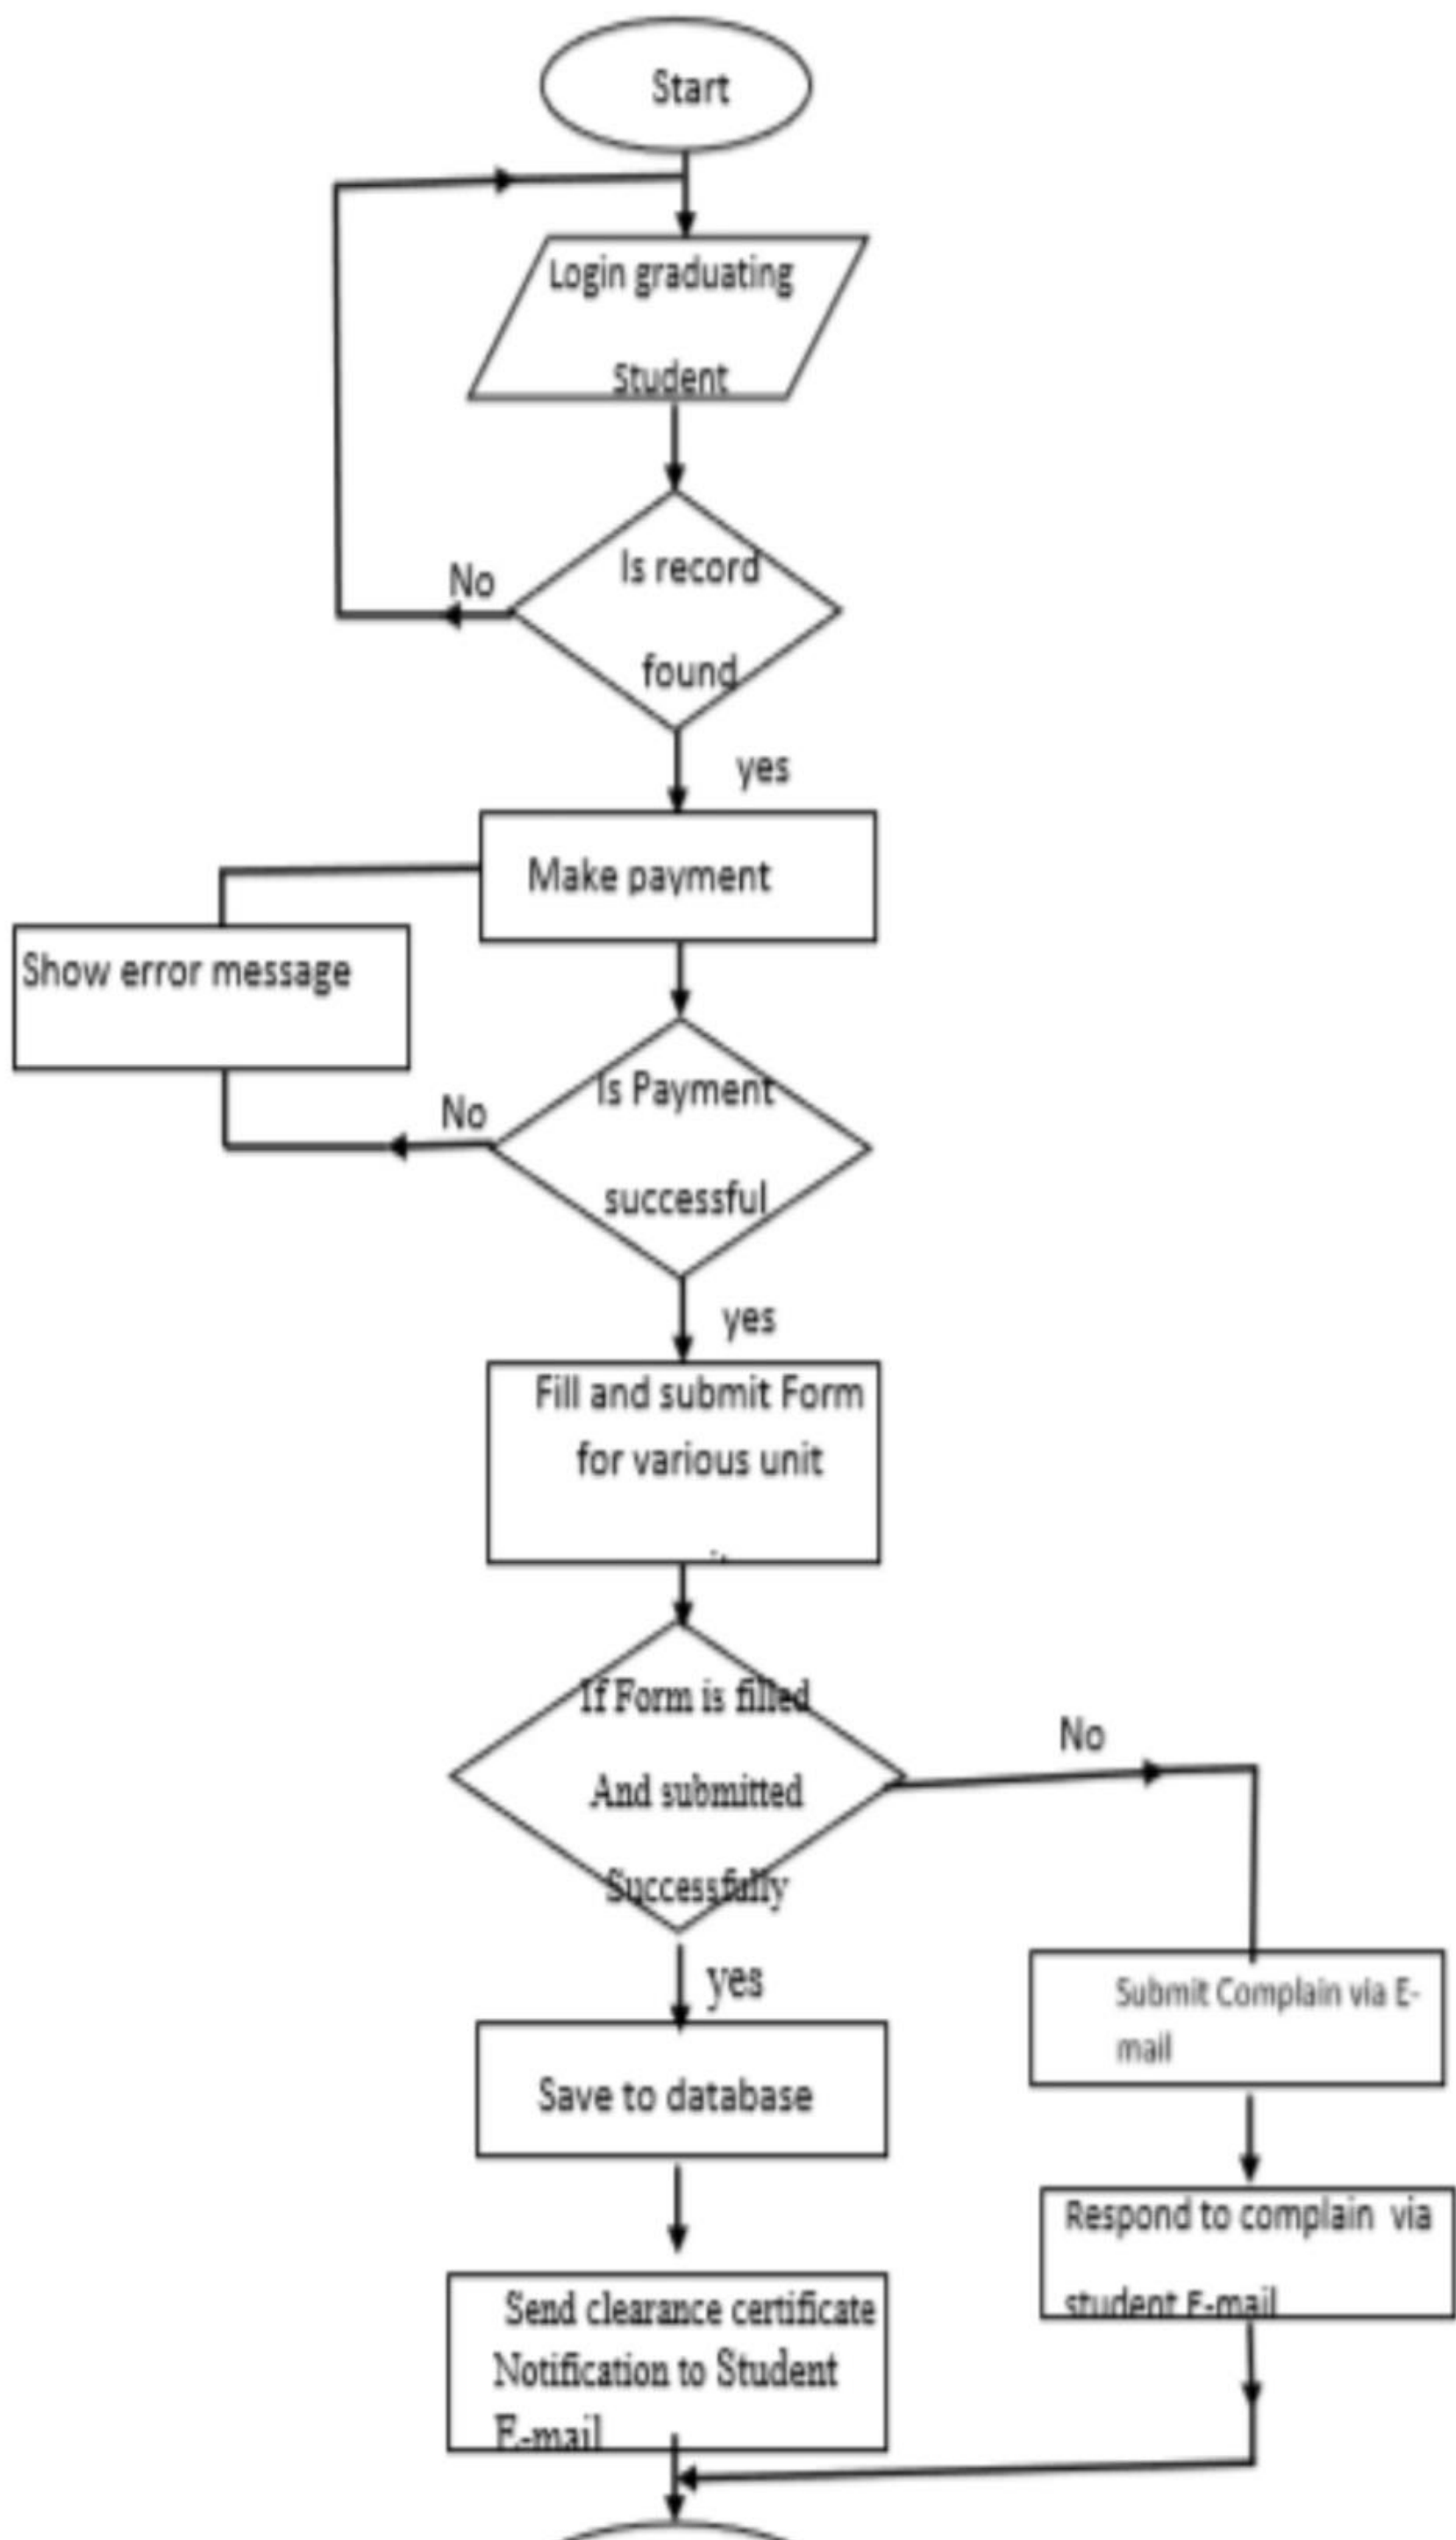 Start
Login graduating
Student
Is record
found
No
yes
Make payment
Show error message
Is Payment
successful
No
yes
Fill and submit Form
for various unit
If Form is filled
And submitted
Successfully
No
yes
Submit Complain via E-
mail
Save to database
Respond to complain via
student E-mail
Send clearance certificate
Notification to Student
E-mail